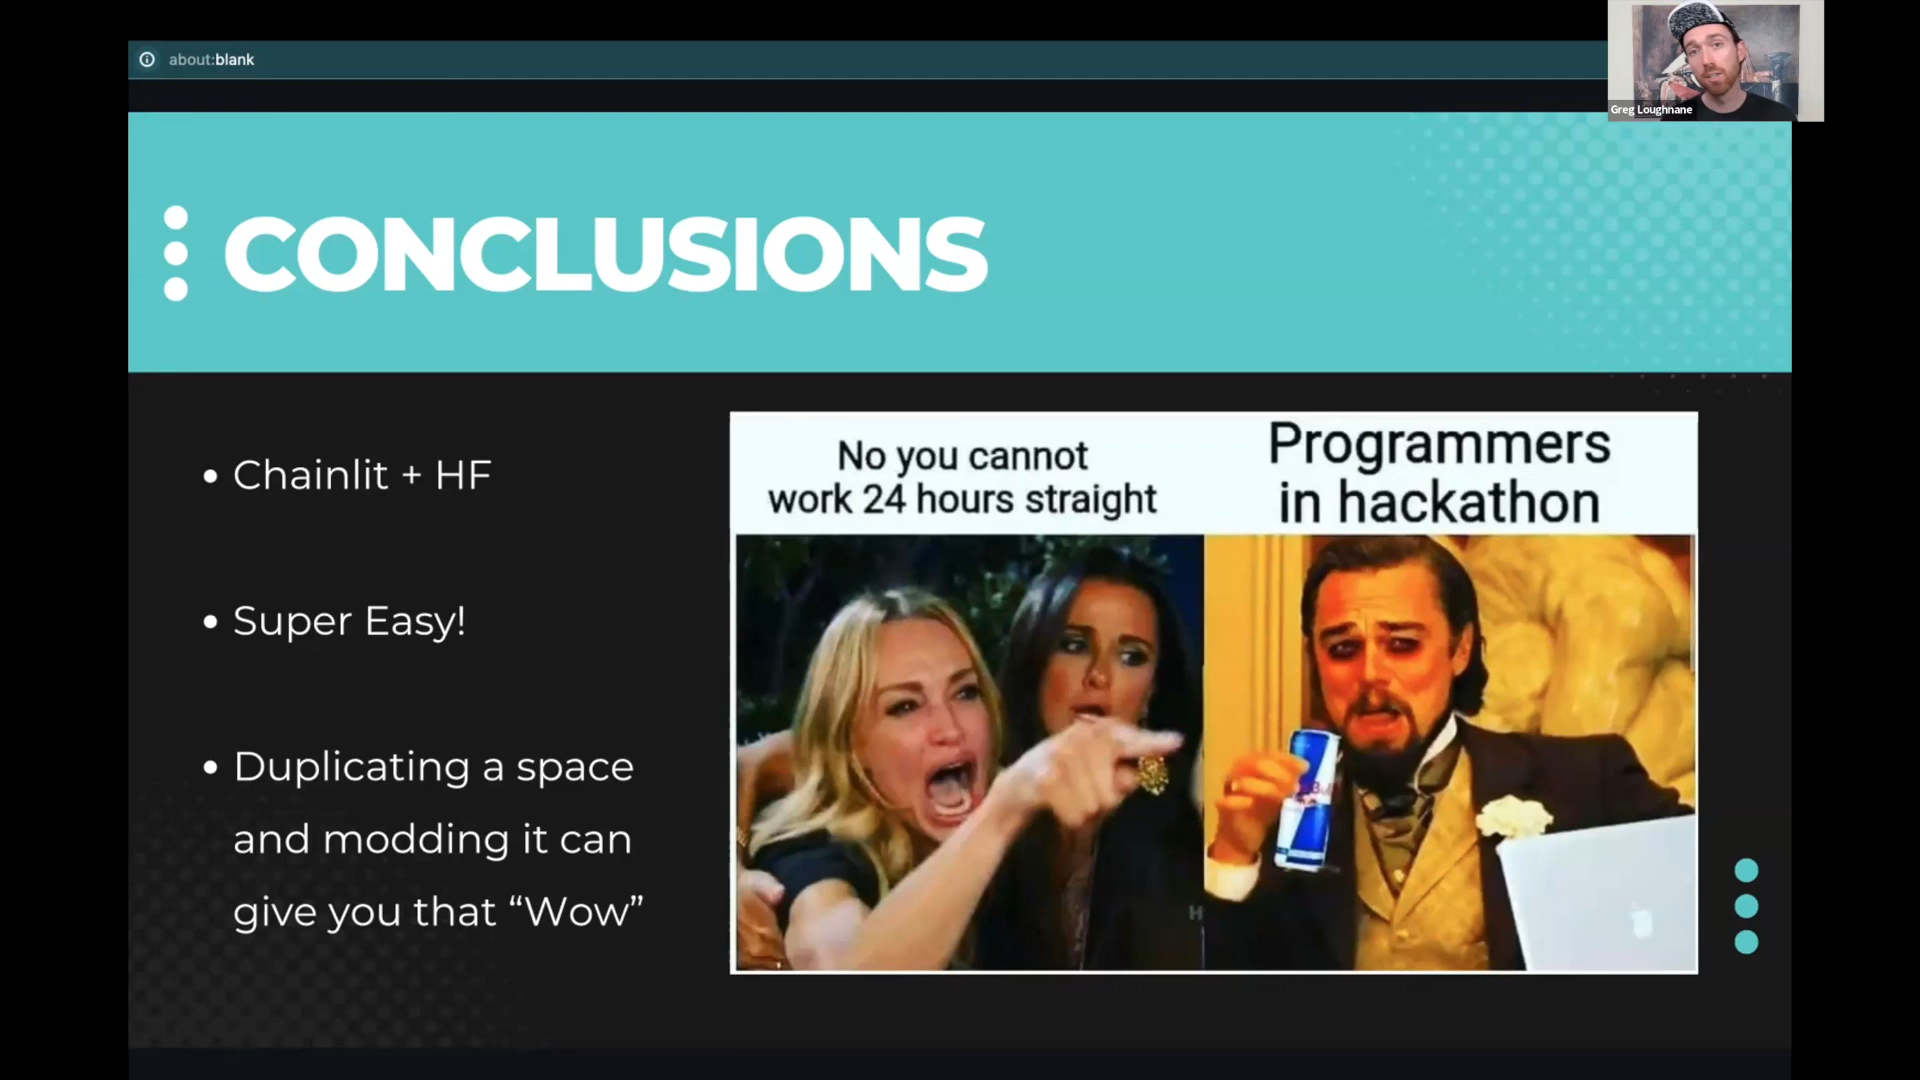 about:blank
Greg Loughnane
CONCLUSIONS
• Chainlit + HF
• Super Easy!
• Duplicating a space
and modding it can
give you that “Wow”
No you cannot
work 24 hours straight
Programmers
in hackathon